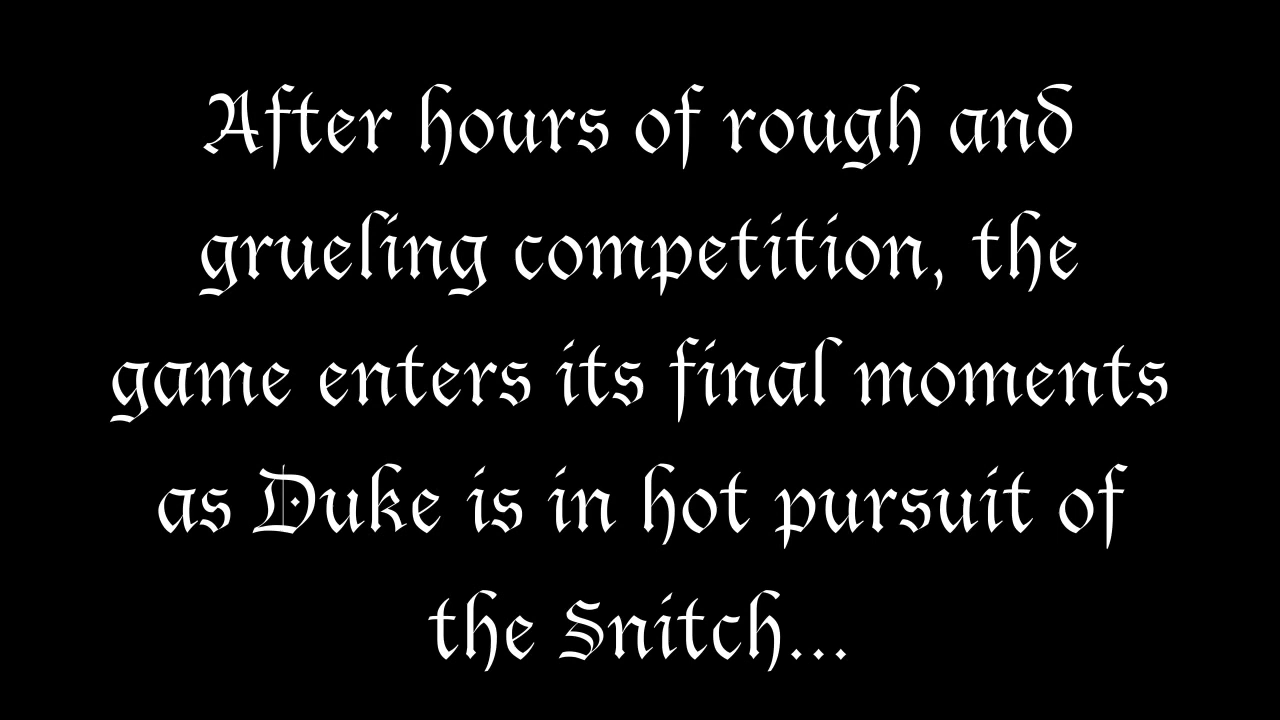 After hours of rough and
grueling competition, the
game enters its final moments
as Duke is in hot pursuit of
the Snitch...